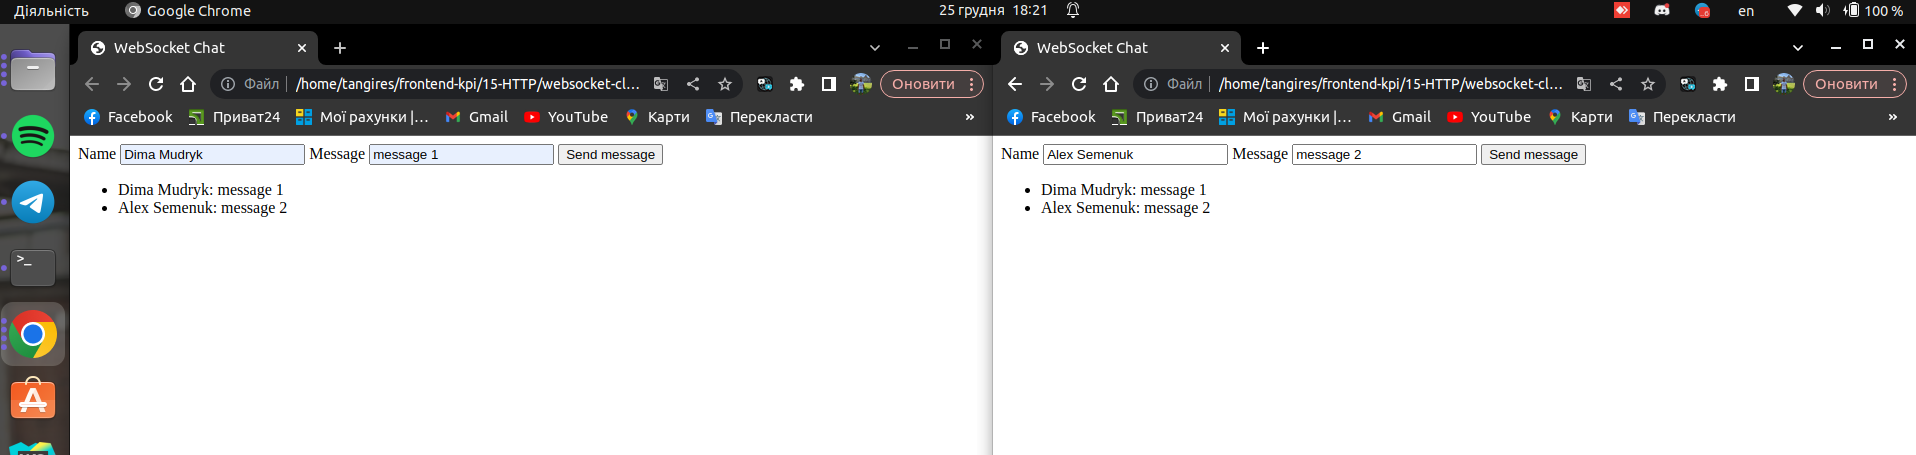 Діяльність Google Chrome 25 грудня 18:21 en 100 %
WebSocket Chat
Файл /home/tangires/frontend-kpi/15-HTTP/websocket-cl... Оновити
Facebook Приват24 Мої рахунки |... Gmail YouTube Карти Перекласти »
Name Dima Mudryk Message message 1 Send message
• Dima Mudryk: message 1
• Alex Semenuk: message 2
WebSocket Chat
Файл /home/tangires/frontend-kpi/15-HTTP/websocket-cl... Оновити
Facebook Приват24 Мої рахунки |... Gmail YouTube Карти Перекласти »
Name Alex Semenuk Message message 2 Send message
• Dima Mudryk: message 1
• Alex Semenuk: message 2